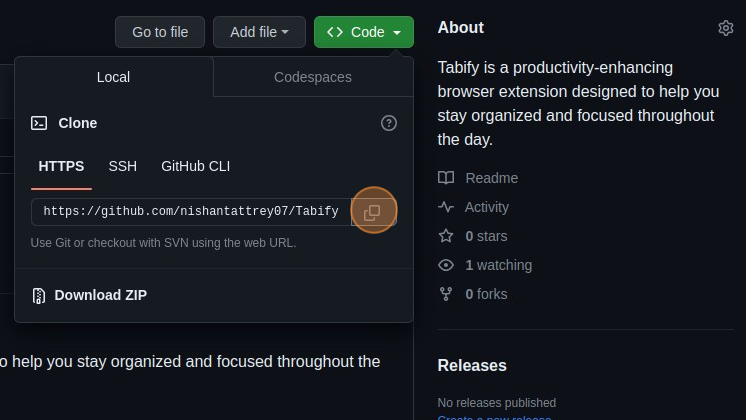 Go to file
Add file
Code
Local
Codespaces
Clone
HTTPS
SSH
GitHub CLI
https://github.com/nishantattrey07/Tabify
Use Git or checkout with SVN using the web URL.
Download ZIP
o help you stay organized and focused throughout the
About
Tabify is a productivity-enhancing
browser extension designed to help you
stay organized and focused throughout
the day.
Readme
Activity
0 stars
1 watching
0 forks
Releases
No releases published
Create a new release